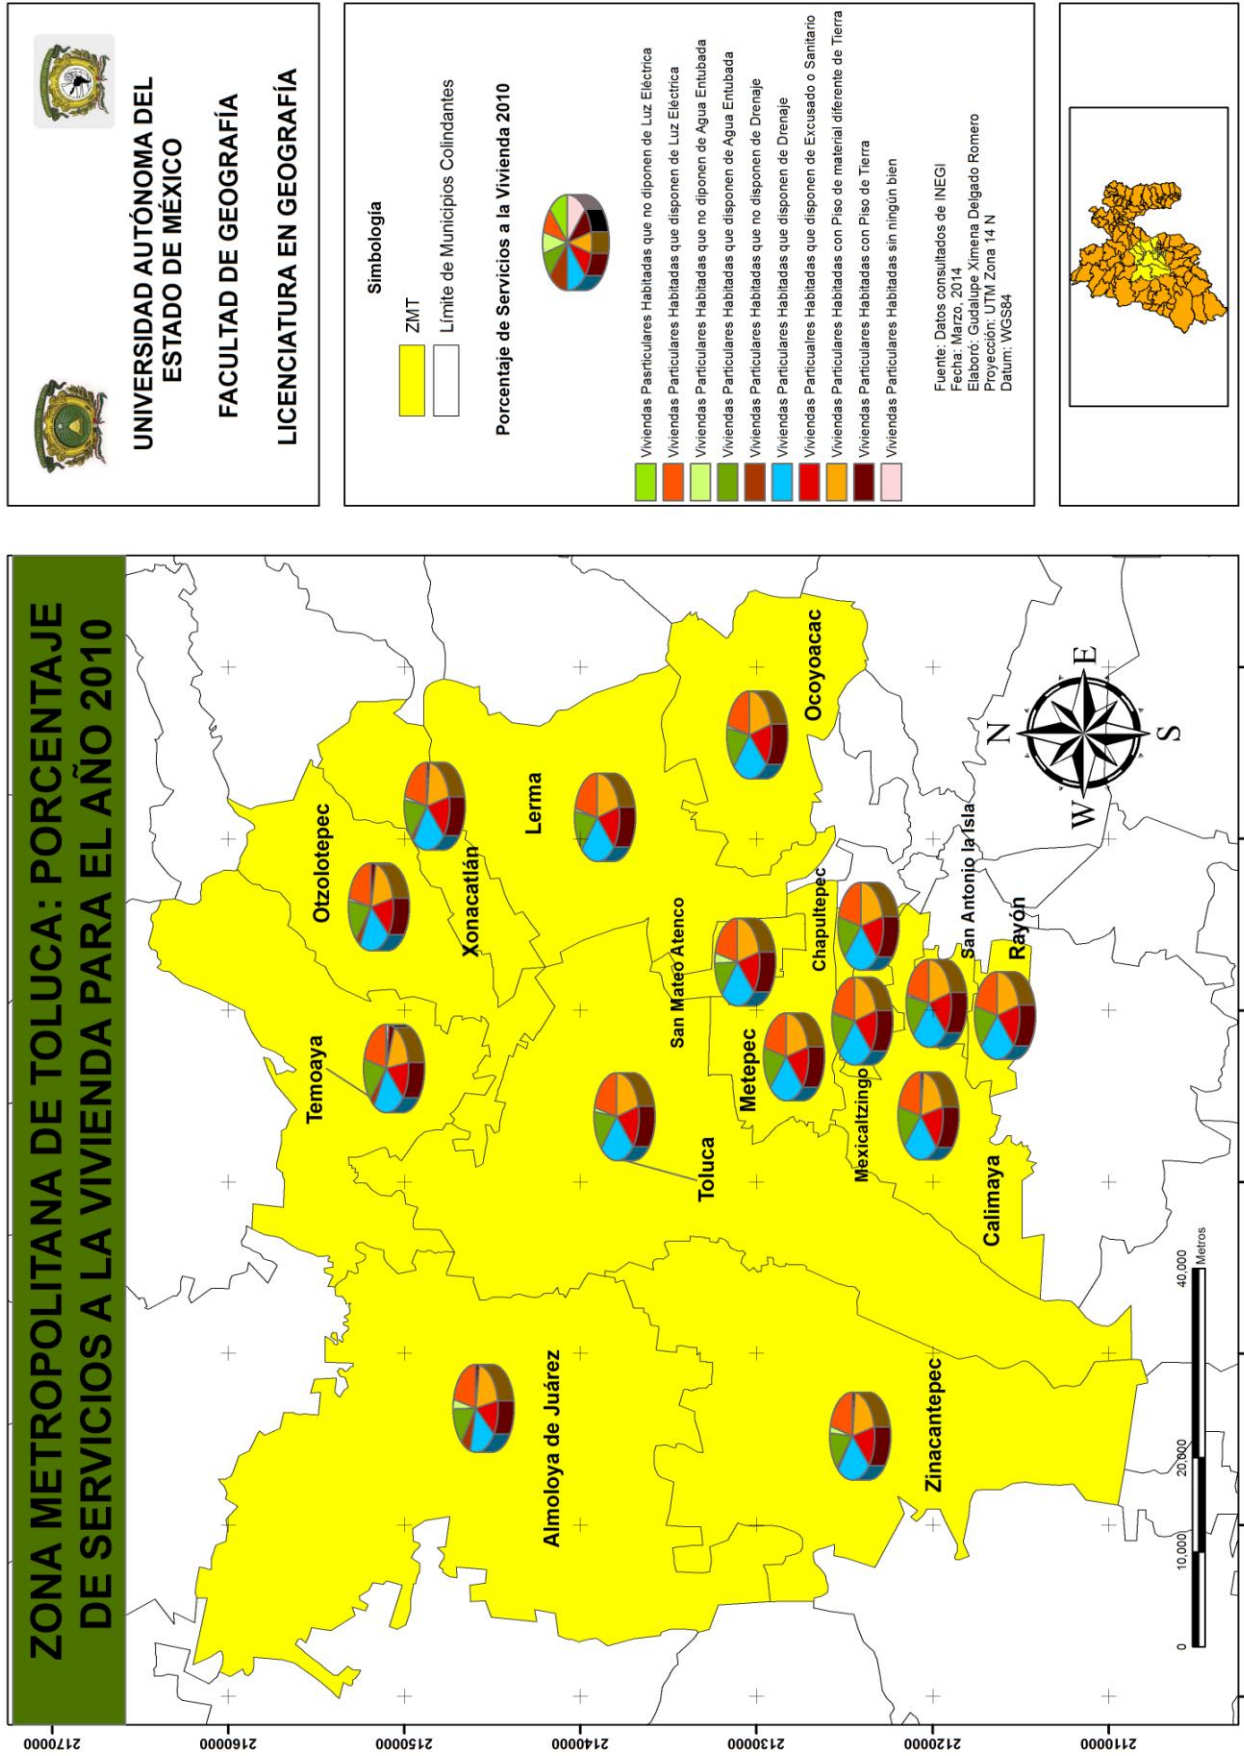 ZONA METROPOLITANA DE TOLUCA: PORCENTAJE
DE SERVICIOS A LA VIVIENDA PARA EL AÑO 2010
2170000
2160000
2150000
2140000
2130000
2120000
2110000
Otzolotepec
Temoaya
Xonacatlán
Lerma
Almoloya de Juárez
Toluca
San Mateo Atenco
Metepec
Ocoyoacac
Chapultepec
Mexicaltzingo
San Antonio la Isla
Rayón
Calimaya
Zinacantepec
N
W
E
S
0
10,000
20,000
40,000
Metros
UNIVERSIDAD AUTÓNOMA DEL
ESTADO DE MÉXICO
FACULTAD DE GEOGRAFÍA
LICENCIATURA EN GEOGRAFÍA
Simbología
ZMT
Límite de Municipios Colindantes
Porcentaje de Servicios a la Vivienda 2010
Viviendas Pasrticulares Habitadas que no diponen de Luz Eléctrica
Viviendas Particulares Habitadas que disponen de Luz Eléctrica
Viviendas Particulares Habitadas que no diponen de Agua Entubada
Viviendas Particulares Habitadas que disponen de Agua Entubada
Viviendas Particulares Habitadas que no disponen de Drenaje
Viviendas Particulares Habitadas que disponen de Drenaje
Viviendas Particualres Habitadas que disponen de Excusado o Sanitario
Viviendas Particulares Habitadas con Piso de material diferente de Tierra
Viviendas Particulares Habitadas con Piso de Tierra
Viviendas Particulares Habitadas sin ningún bien
Fuente: Datos consultados de INEGI
Fecha: Marzo, 2014
Elaboró: Gudalupe Ximena Delgado Romero
Proyección: UTM Zona 14 N
Datum: WGS84